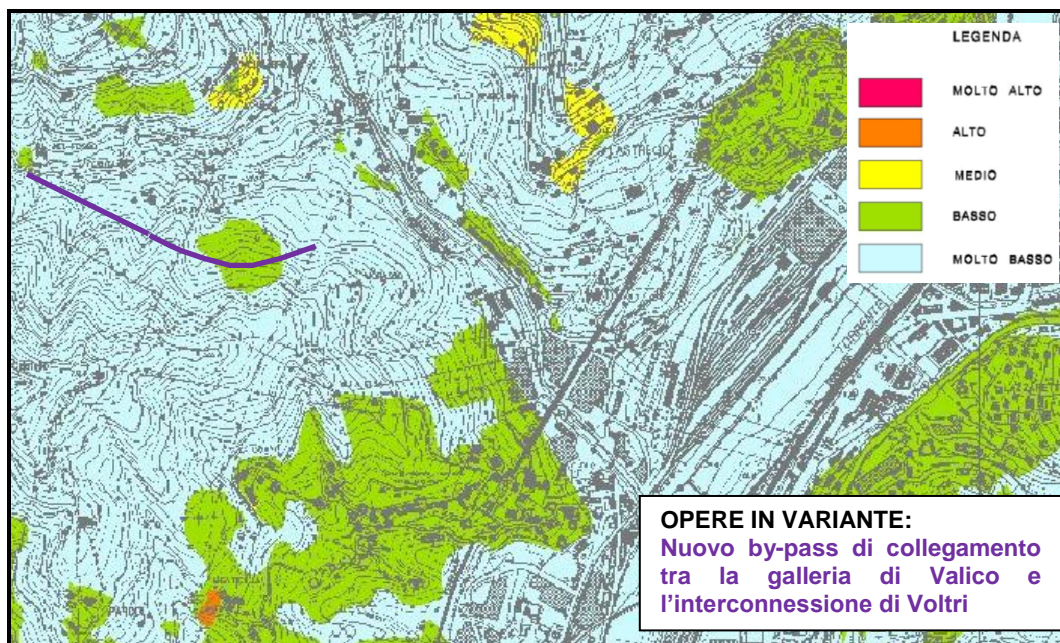 LEGENDA
MOLTO ALTO
ALTO
MEDIO
BASSO
MOLTO BASSO
OPERE IN VARIANTE:
Nuovo by-pass di collegamento
tra la galleria di Valico e
l'interconnessione di Voltri